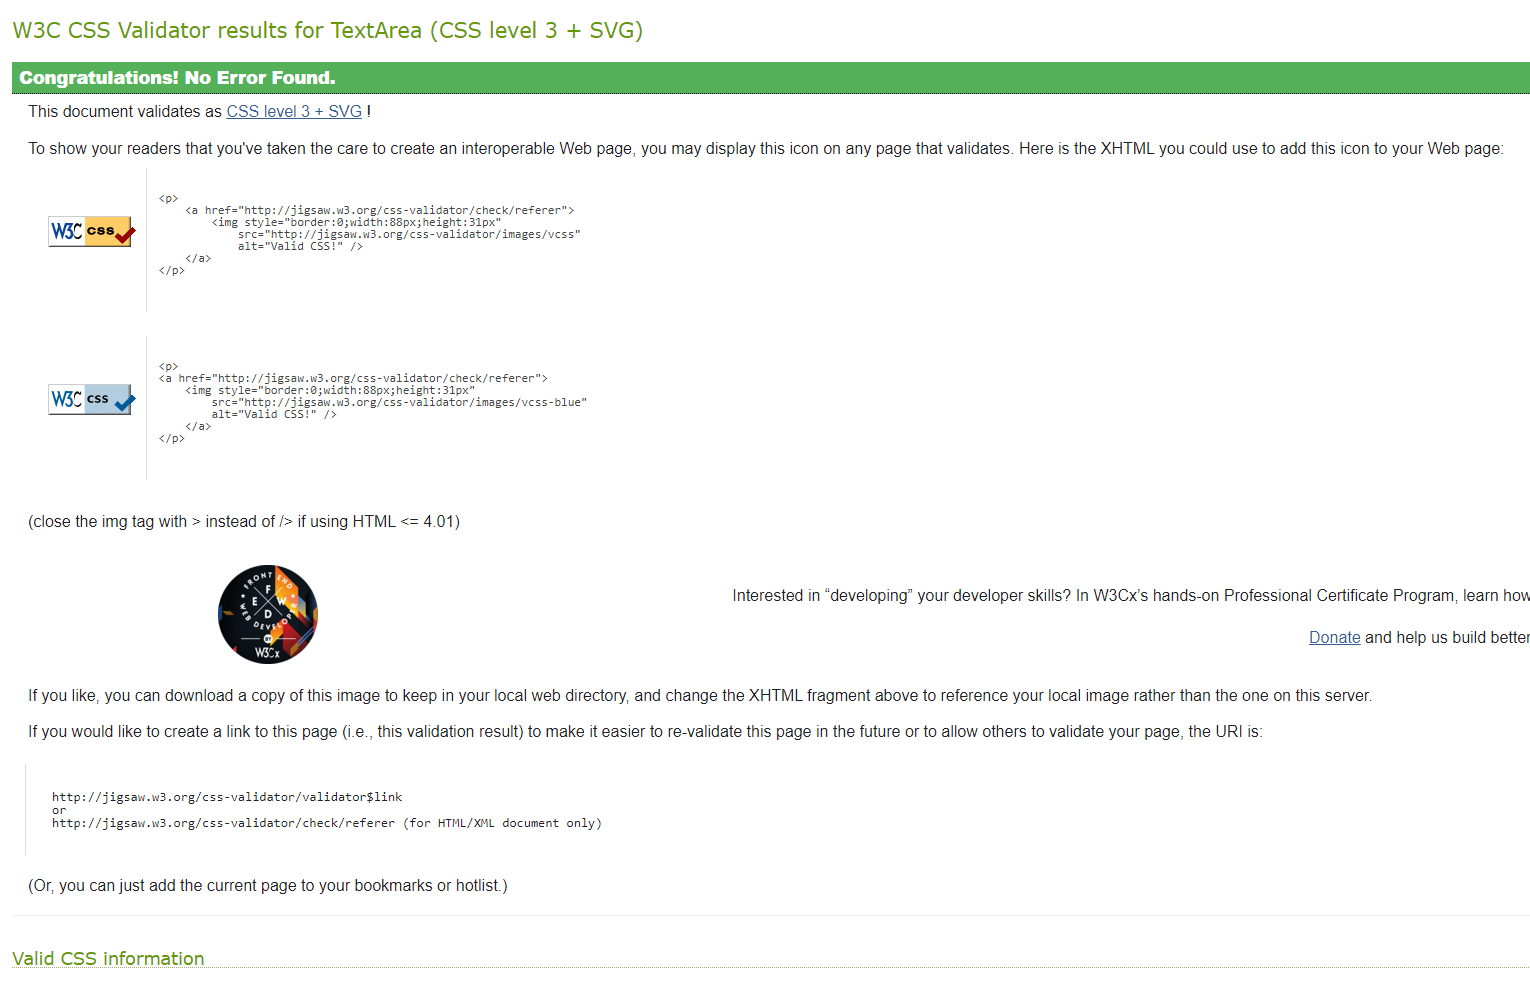 W3C CSS Validator results for TextArea (CSS level 3 + SVG)
Congratulations! No Error Found.
This document validates as CSS level 3 + SVG !
To show your readers that you've taken the care to create an interoperable Web page, you may display this icon on any page that validates. Here is the XHTML you could use to add this icon to your Web page:
<p>
<a href="http://jigsaw.w3.org/css-validator/check/referer">
<img style="border:0;width:88px;height:31px"
src="http://jigsaw.w3.org/css-validator/images/vcss"
alt="Valid CSS!" />
</a>
</p>
W3C css
<p>
<a href="http://jigsaw.w3.org/css-validator/check/referer">
<img style="border:0;width:88px;height:31px"
src="http://jigsaw.w3.org/css-validator/images/vcss-blue"
alt="Valid CSS!" />
</a>
</p>
W3C css
(close the img tag with > instead of /> if using HTML <= 4.01)
FRONT END
F E W D
WEB DEVELOPER
BY
W3Cx
Interested in “developing” your developer skills? In W3Cx’s hands-on Professional Certificate Program, learn how
Donate and help us build better
If you like, you can download a copy of this image to keep in your local web directory, and change the XHTML fragment above to reference your local image rather than the one on this server.
If you would like to create a link to this page (i.e., this validation result) to make it easier to re-validate this page in the future or to allow others to validate your page, the URI is:
http://jigsaw.w3.org/css-validator/validator$link
or
http://jigsaw.w3.org/css-validator/check/referer (for HTML/XML document only)
(Or, you can just add the current page to your bookmarks or hotlist.)
Valid CSS information